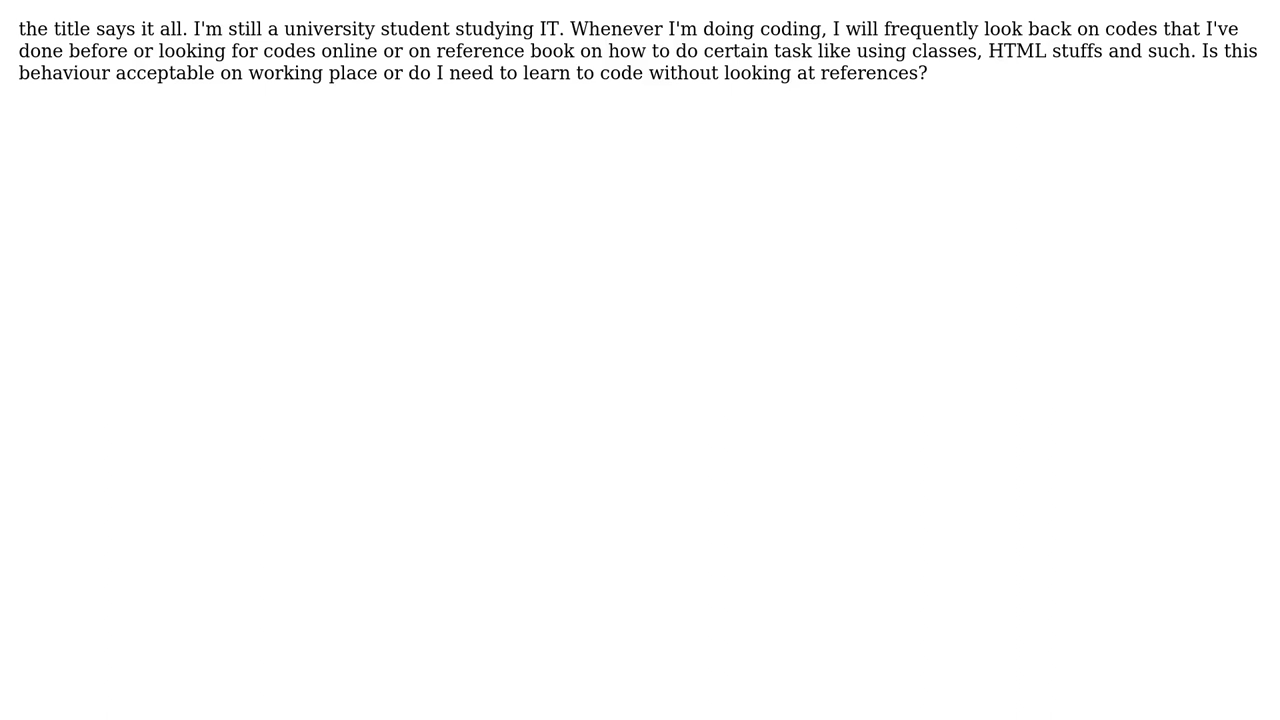 the title says it all. I'm still a university student studying IT. Whenever I'm doing coding, I will frequently look back on codes that I've
done before or looking for codes online or on reference book on how to do certain task like using classes, HTML stuffs and such. Is this
behaviour acceptable on working place or do I need to learn to code without looking at references?